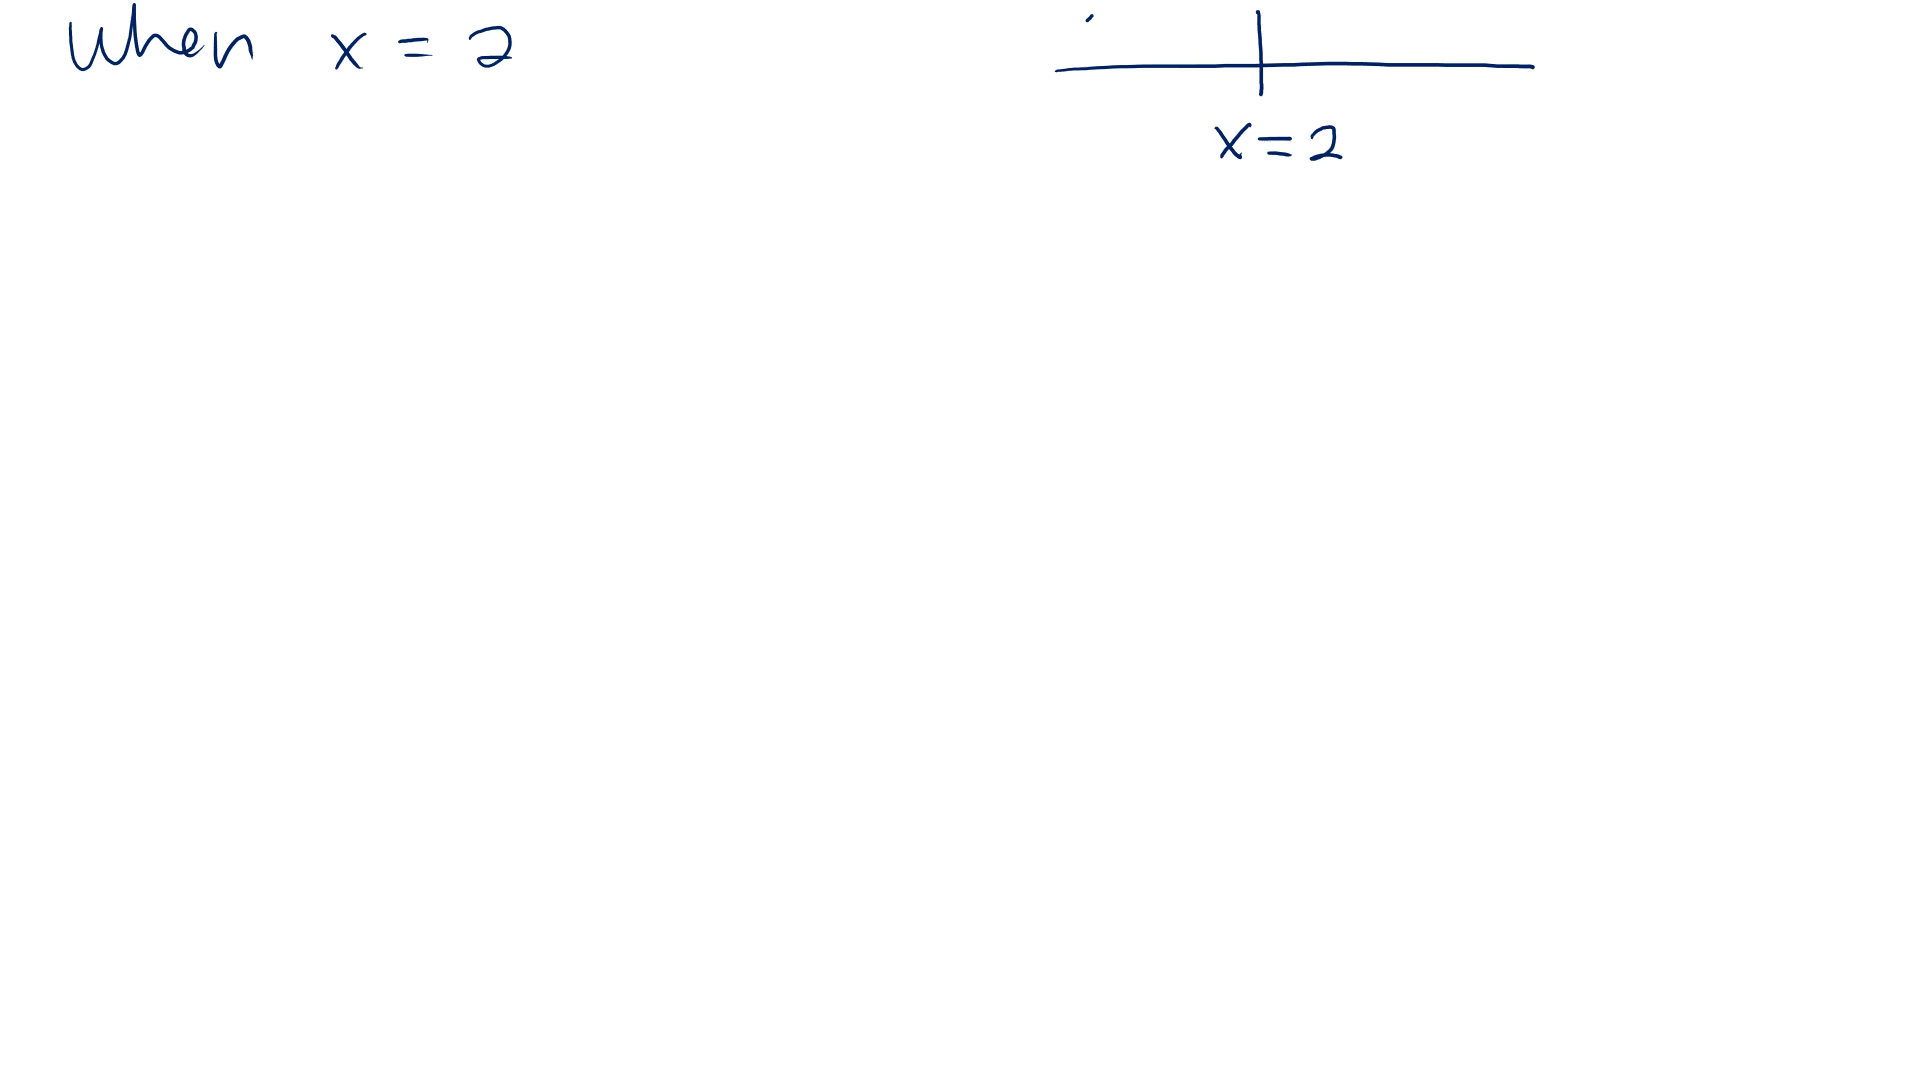 When x = 2
x = 2